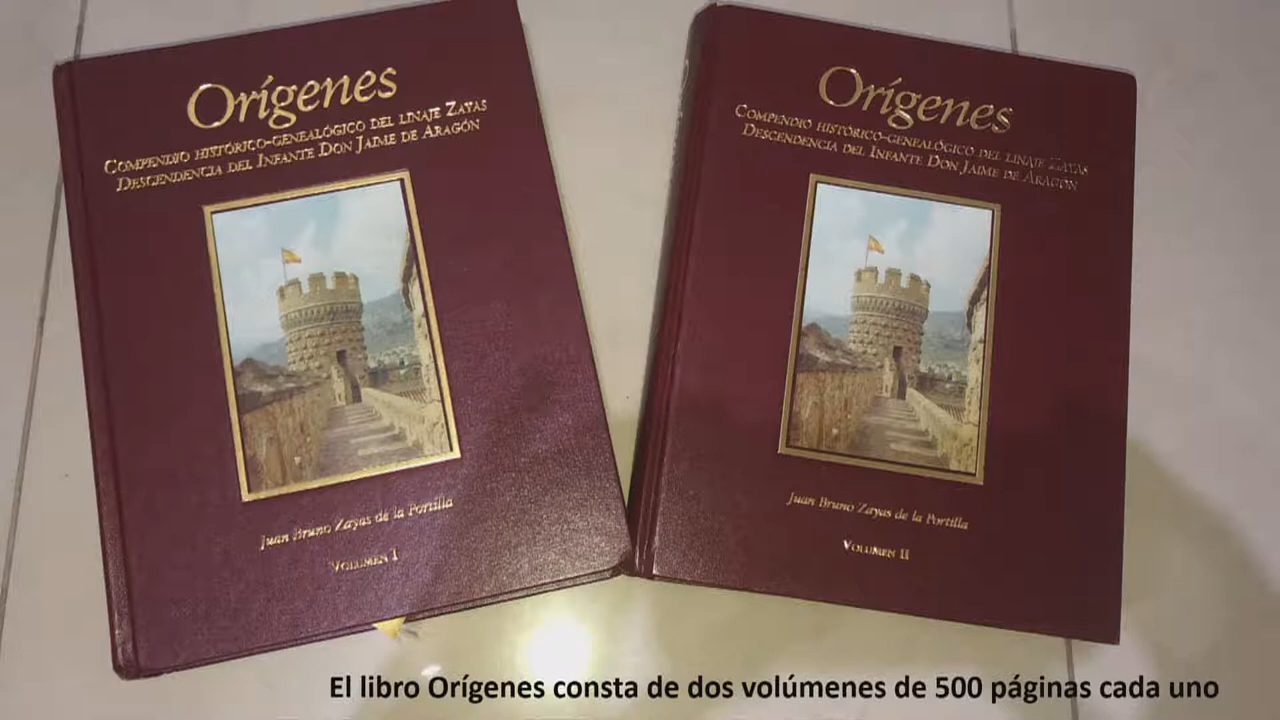 Orígenes
COMPENDIO HISTÓRICO-GENEALÓGICO DEL LINAJE ZAYAS
DESCENDENCIA DEL INFANTE DON JAIME DE ARAGÓN
Juan Bruno Zayas de la Portilla
VOLUMEN I
Orígenes
COMPENDIO HISTÓRICO-GENEALÓGICO DEL LINAJE ZAYAS
DESCENDENCIA DEL INFANTE DON JAIME DE ARAGÓN
Juan Bruno Zayas de la Portilla
VOLUMEN II
El libro Orígenes consta de dos volúmenes de 500 páginas cada uno